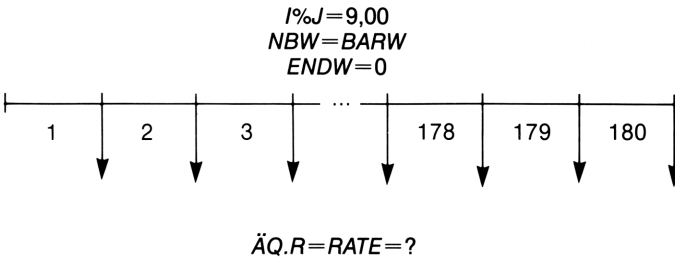 I%J=9,00
NBW=BARW
ENDW=0
...
1 2 3 178 179 180
ÄQ.R=RATE=?